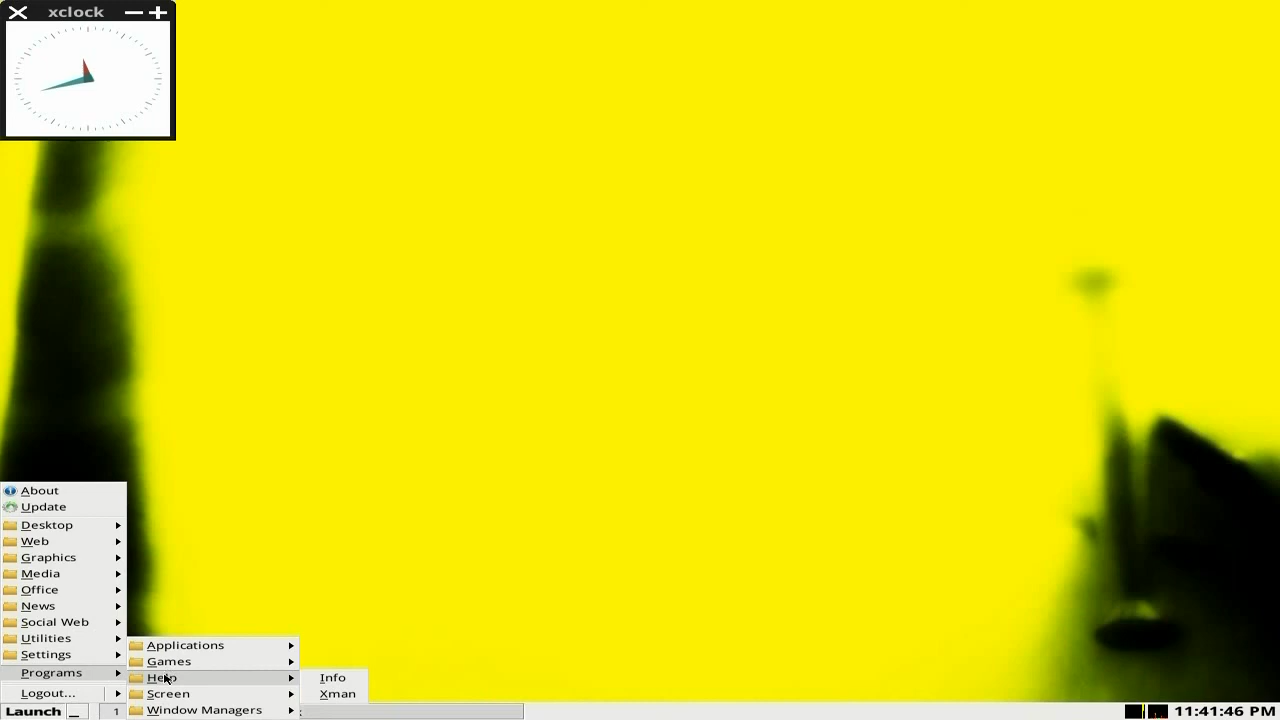 xclock
About
Update
Desktop
Web
Graphics
Media
Office
News
Social Web
Utilities
Settings
Programs
Logout...
Applications
Games
Help
Screen
Window Managers
Info
Xman
Launch
1
11:41:46 PM